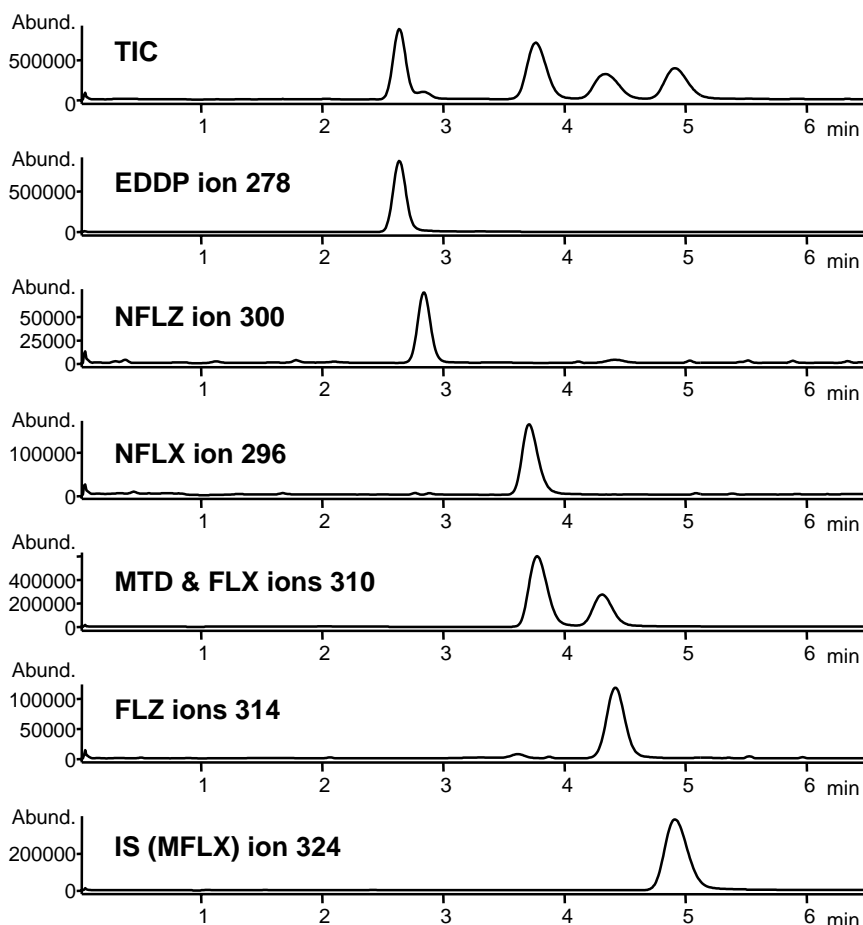 Abund.
TIC
500000
0
1 2 3 4 5 6 min
Abund.
EDDP ion 278
500000
0
1 2 3 4 5 6 min
Abund.
NFLZ ion 300
50000
25000
0
1 2 3 4 5 6 min
Abund.
NFLX ion 296
100000
0
1 2 3 4 5 6 min
Abund.
MTD & FLX ions 310
400000
200000
0
1 2 3 4 5 6 min
Abund.
FLZ ions 314
100000
50000
0
1 2 3 4 5 6 min
Abund.
IS (MFLX) ion 324
200000
0
1 2 3 4 5 6 min